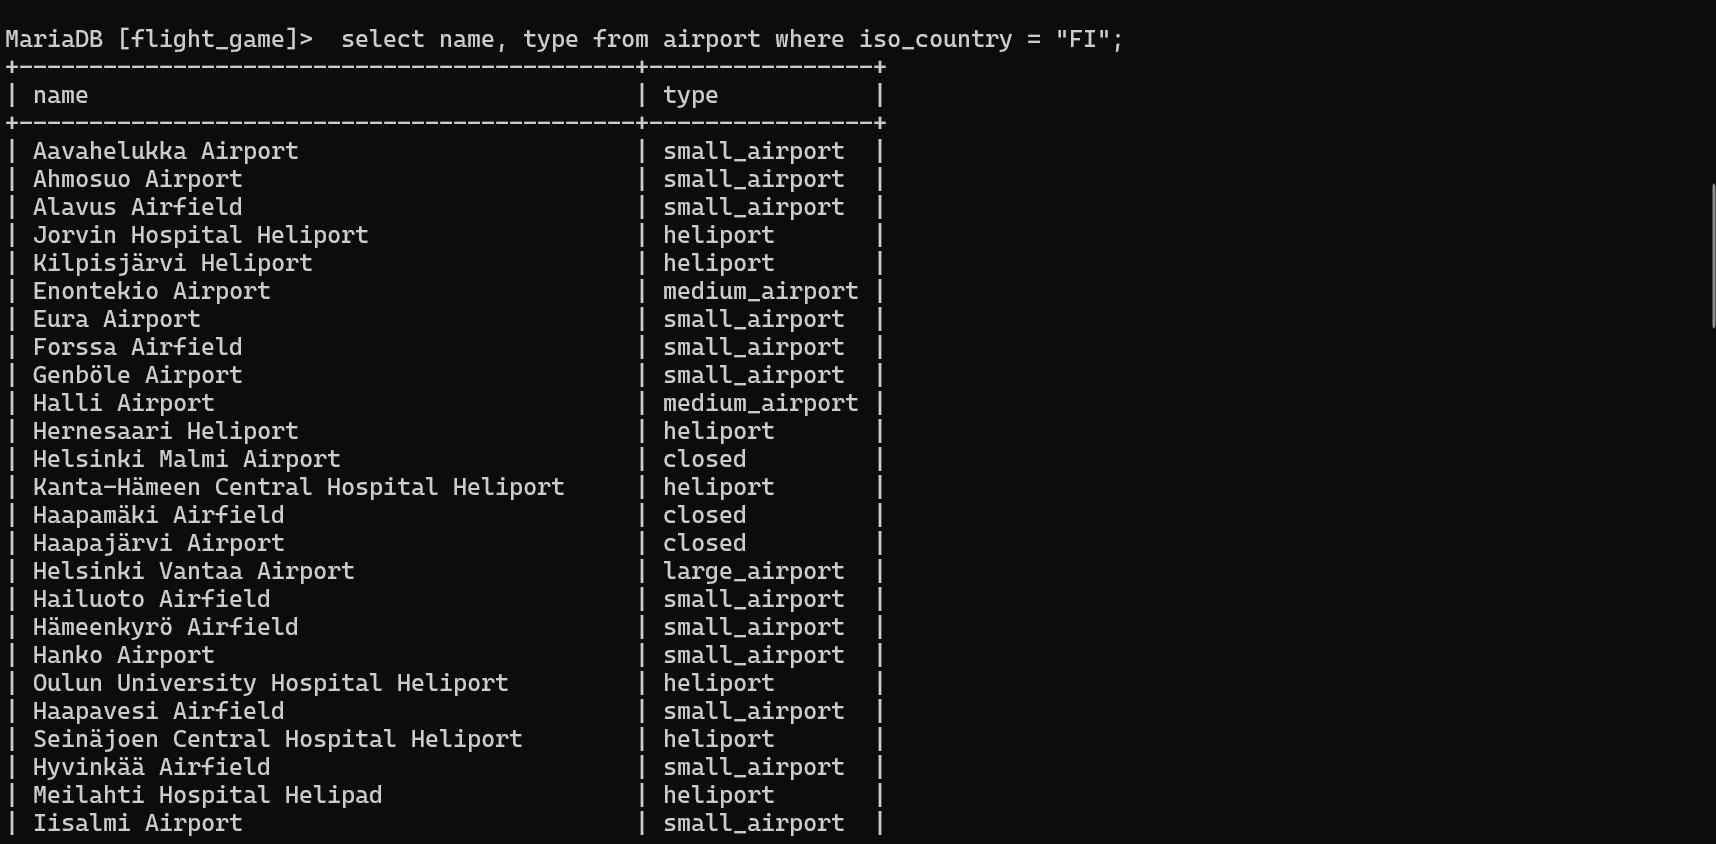 MariaDB [flight_game]>  select name, type from airport where iso_country = "FI";
+--------------------------------------------+----------------+
| name                                       | type           |
+--------------------------------------------+----------------+
| Aavahelukka Airport                        | small_airport  |
| Ahmosuo Airport                            | small_airport  |
| Alavus Airfield                            | small_airport  |
| Jorvin Hospital Heliport                   | heliport       |
| Kilpisjärvi Heliport                       | heliport       |
| Enontekio Airport                          | medium_airport |
| Eura Airport                               | small_airport  |
| Forssa Airfield                            | small_airport  |
| Genböle Airport                            | small_airport  |
| Halli Airport                              | medium_airport |
| Hernesaari Heliport                        | heliport       |
| Helsinki Malmi Airport                     | closed         |
| Kanta-Hämeen Central Hospital Heliport     | heliport       |
| Haapamäki Airfield                         | closed         |
| Haapajärvi Airport                         | closed         |
| Helsinki Vantaa Airport                    | large_airport  |
| Hailuoto Airfield                          | small_airport  |
| Hämeenkyrö Airfield                        | small_airport  |
| Hanko Airport                              | small_airport  |
| Oulun University Hospital Heliport         | heliport       |
| Haapavesi Airfield                         | small_airport  |
| Seinäjoen Central Hospital Heliport        | heliport       |
| Hyvinkää Airfield                          | small_airport  |
| Meilahti Hospital Helipad                  | heliport       |
| Iisalmi Airport                            | small_airport  |